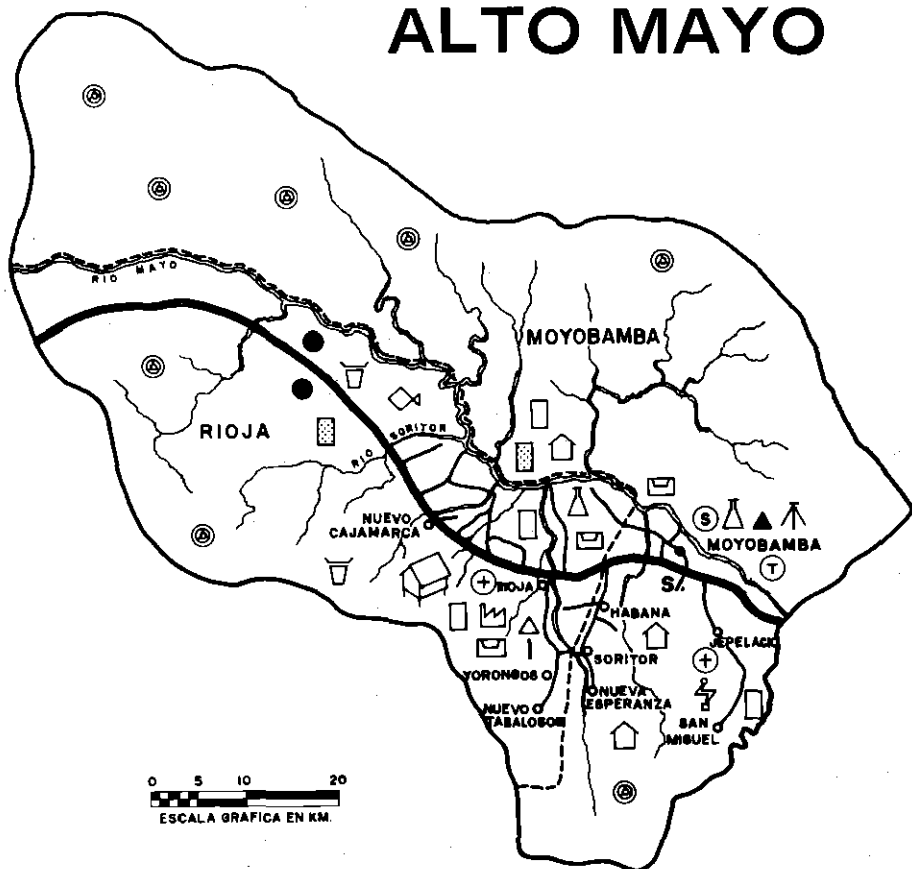 ALTO MAYO
RIO MAYO
MOYOBAMBA
RIOJA
RIO SORITOR
NUEVO
CAJAMARCA
S
MOYOBAMBA
T
RIOJA
S/.
HABANA
JEPELACIO
SORITOR
YORONGOS
NUEVA
ESPERANZA
NUEVO
TABALOSOS
SAN
MIGUEL
0 5 10 20
ESCALA GRAFICA EN KM.